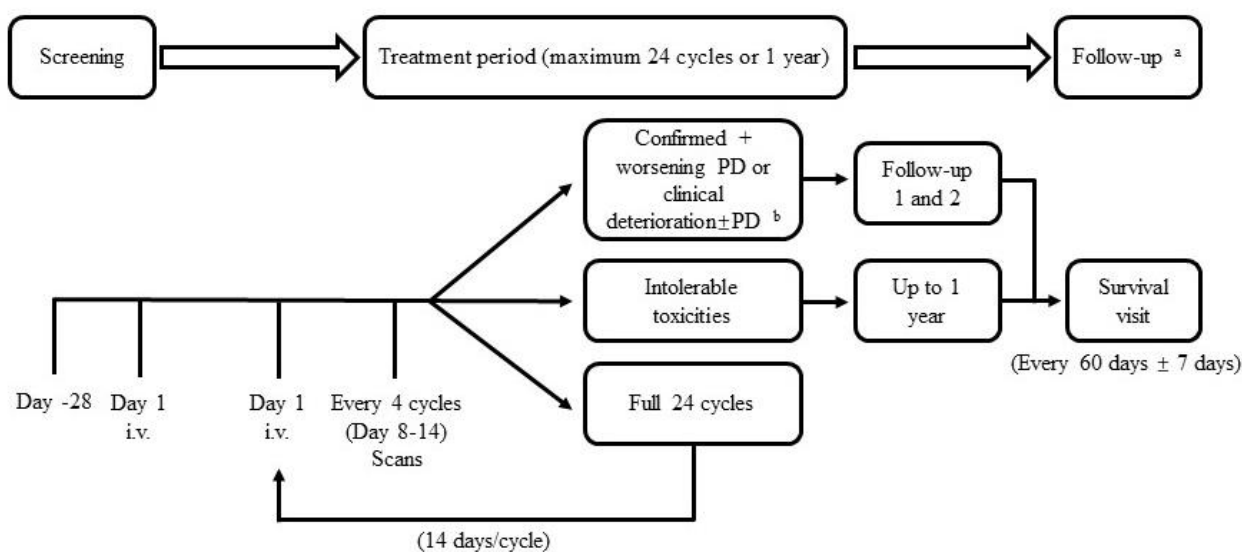 Screening
Treatment period (maximum 24 cycles or 1 year)
Follow-up a
Confirmed +
worsening PD or
clinical
deterioration±PD b
Follow-up
1 and 2
Intolerable
toxicities
Up to 1
year
Survival
visit
(Every 60 days ± 7 days)
Full 24 cycles
Day -28
Day 1
i.v.
Day 1
i.v.
Every 4 cycles
(Day 8-14)
Scans
(14 days/cycle)